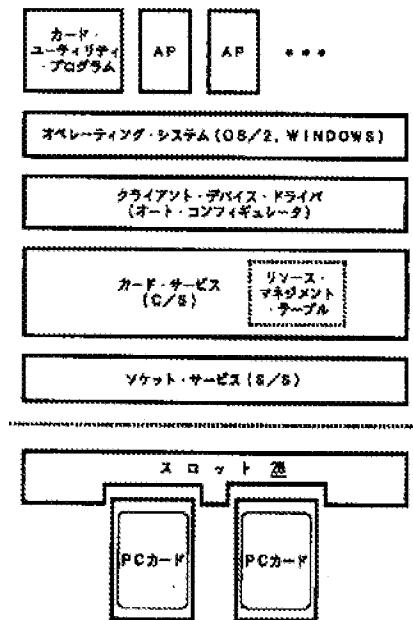 カード・
ユーティリティ
・プログラム
AP
AP
オペレーティング・システム(OS/2, WINDOWS)
クライアント・デバイス・ドライバ
(オート・コンフィギュレータ)
カード・サービス
(C/S)
リソース・
マネジメント
・テーブル
ソケット・サービス(S/S)
スロット 28
PCカード
PCカード